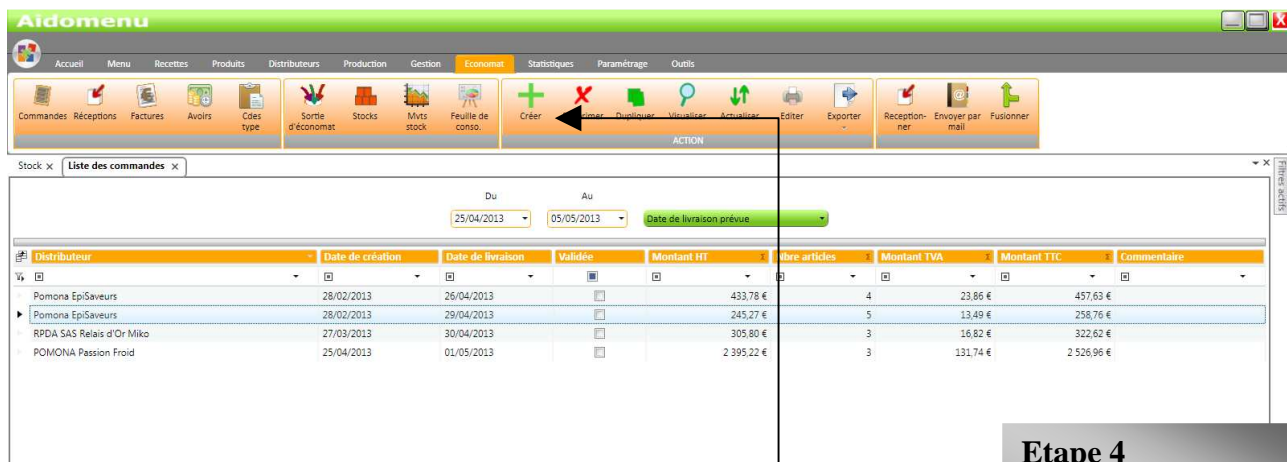 Aidomenu
Accueil Menu Recettes Produits Distributeurs Production Gestion Economat Statistiques Paramétrage Outils
Commandes Réceptions Factures Avoirs Cdes type Sortie d'économat Stocks Mvts stock Feuille de conso. Créer rimer Dupliquer Visualiser Actualiser Editer Exporter Reception-ner Envoyer par mail Fusionner
ACTION
Stock x Liste des commandes x
Filtres actifs
Du Au
25/04/2013 05/05/2013 Date de livraison prévue
Distributeur Date de création Date de livraison Validée Montant HT Σ Nbre articles Σ Montant TVA Σ Montant TTC Σ Commentaire
Pomona EpiSaveurs 28/02/2013 26/04/2013 433,78 € 4 23,86 € 457,63 €
Pomona EpiSaveurs 28/02/2013 29/04/2013 245,27 € 5 13,49 € 258,76 €
RPDA SAS Relais d'Or Miko 27/03/2013 30/04/2013 305,80 € 3 16,82 € 322,62 €
POMONA Passion Froid 25/04/2013 01/05/2013 2 395,22 € 3 131,74 € 2 526,96 €
Etape 4